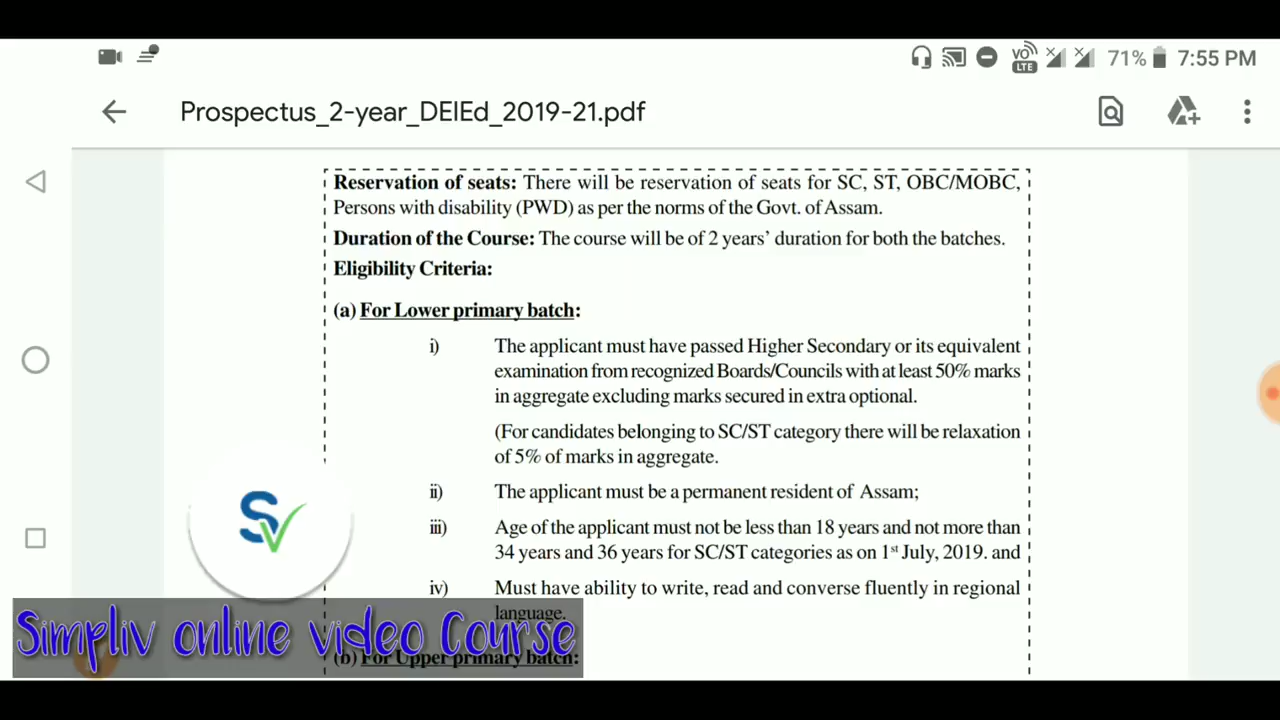 VO LTE 71% 7:55 PM
Prospectus_2-year_DElEd_2019-21.pdf
Reservation of seats: There will be reservation of seats for SC, ST, OBC/MOBC,
Persons with disability (PWD) as per the norms of the Govt. of Assam.
Duration of the Course: The course will be of 2 years' duration for both the batches.
Eligibility Criteria:
(a) For Lower primary batch:
i) The applicant must have passed Higher Secondary or its equivalent
examination from recognized Boards/Councils with at least 50% marks
in aggregate excluding marks secured in extra optional.
(For candidates belonging to SC/ST category there will be relaxation
of 5% of marks in aggregate.
ii) The applicant must be a permanent resident of Assam;
iii) Age of the applicant must not be less than 18 years and not more than
34 years and 36 years for SC/ST categories as on 1st July, 2019. and
iv) Must have ability to write, read and converse fluently in regional
language.
SV
Simpliv online video Course
(b) For Upper primary batch: